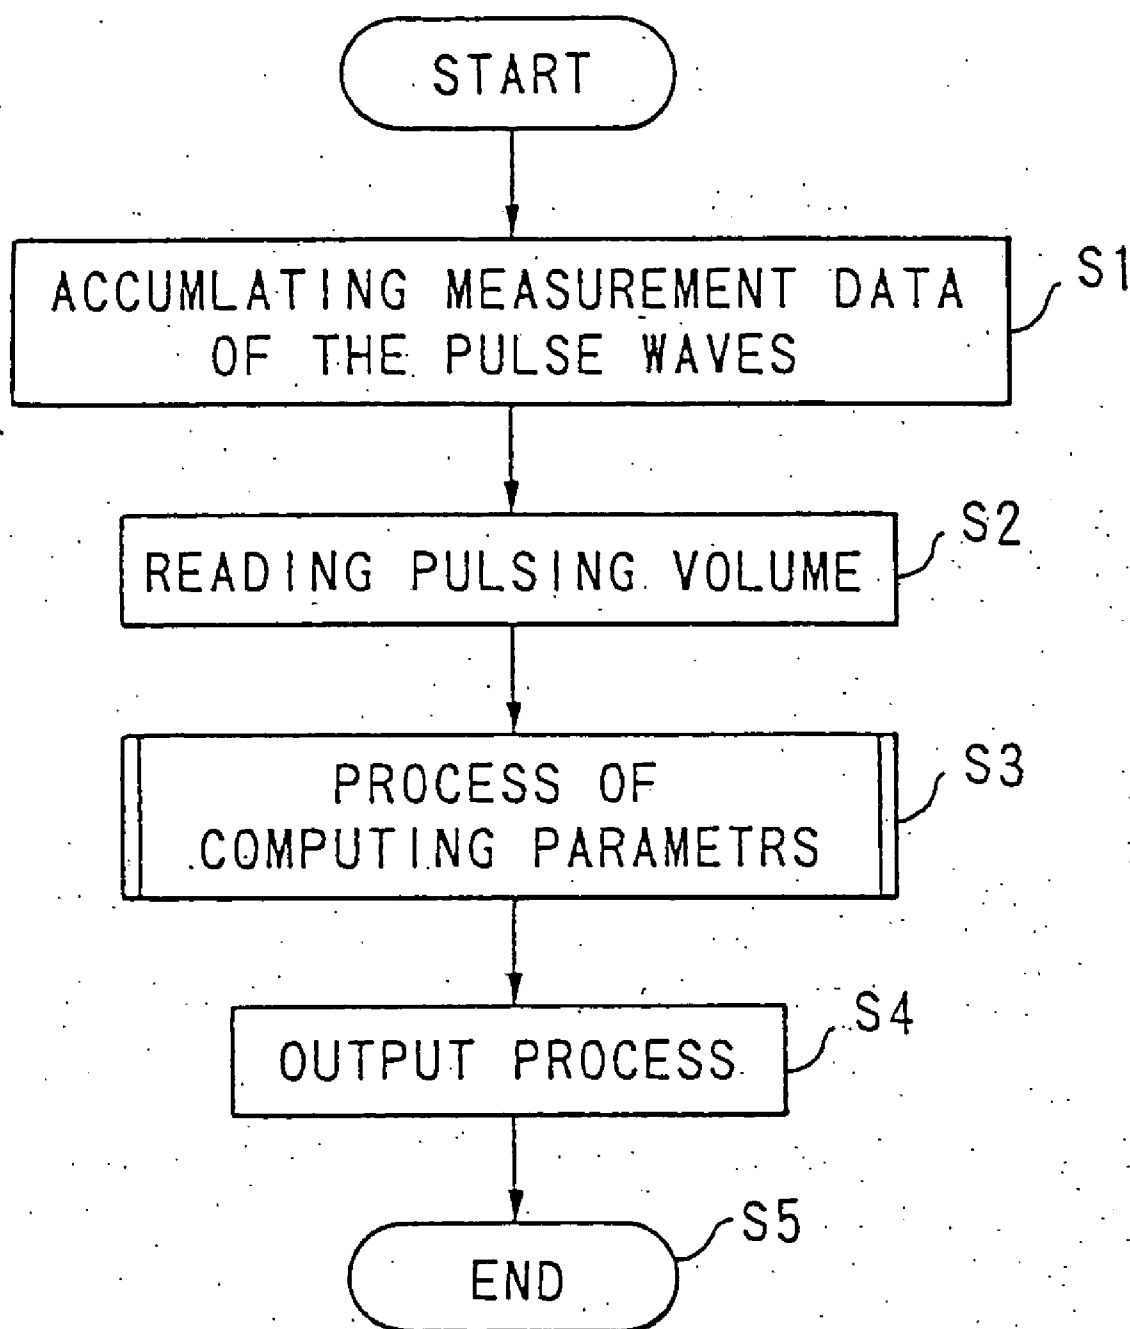 START
ACCUMLATING MEASUREMENT DATA
OF THE PULSE WAVES
S1
READING PULSING VOLUME
S2
PROCESS OF
COMPUTING PARAMETRS
S3
OUTPUT PROCESS
S4
END
S5